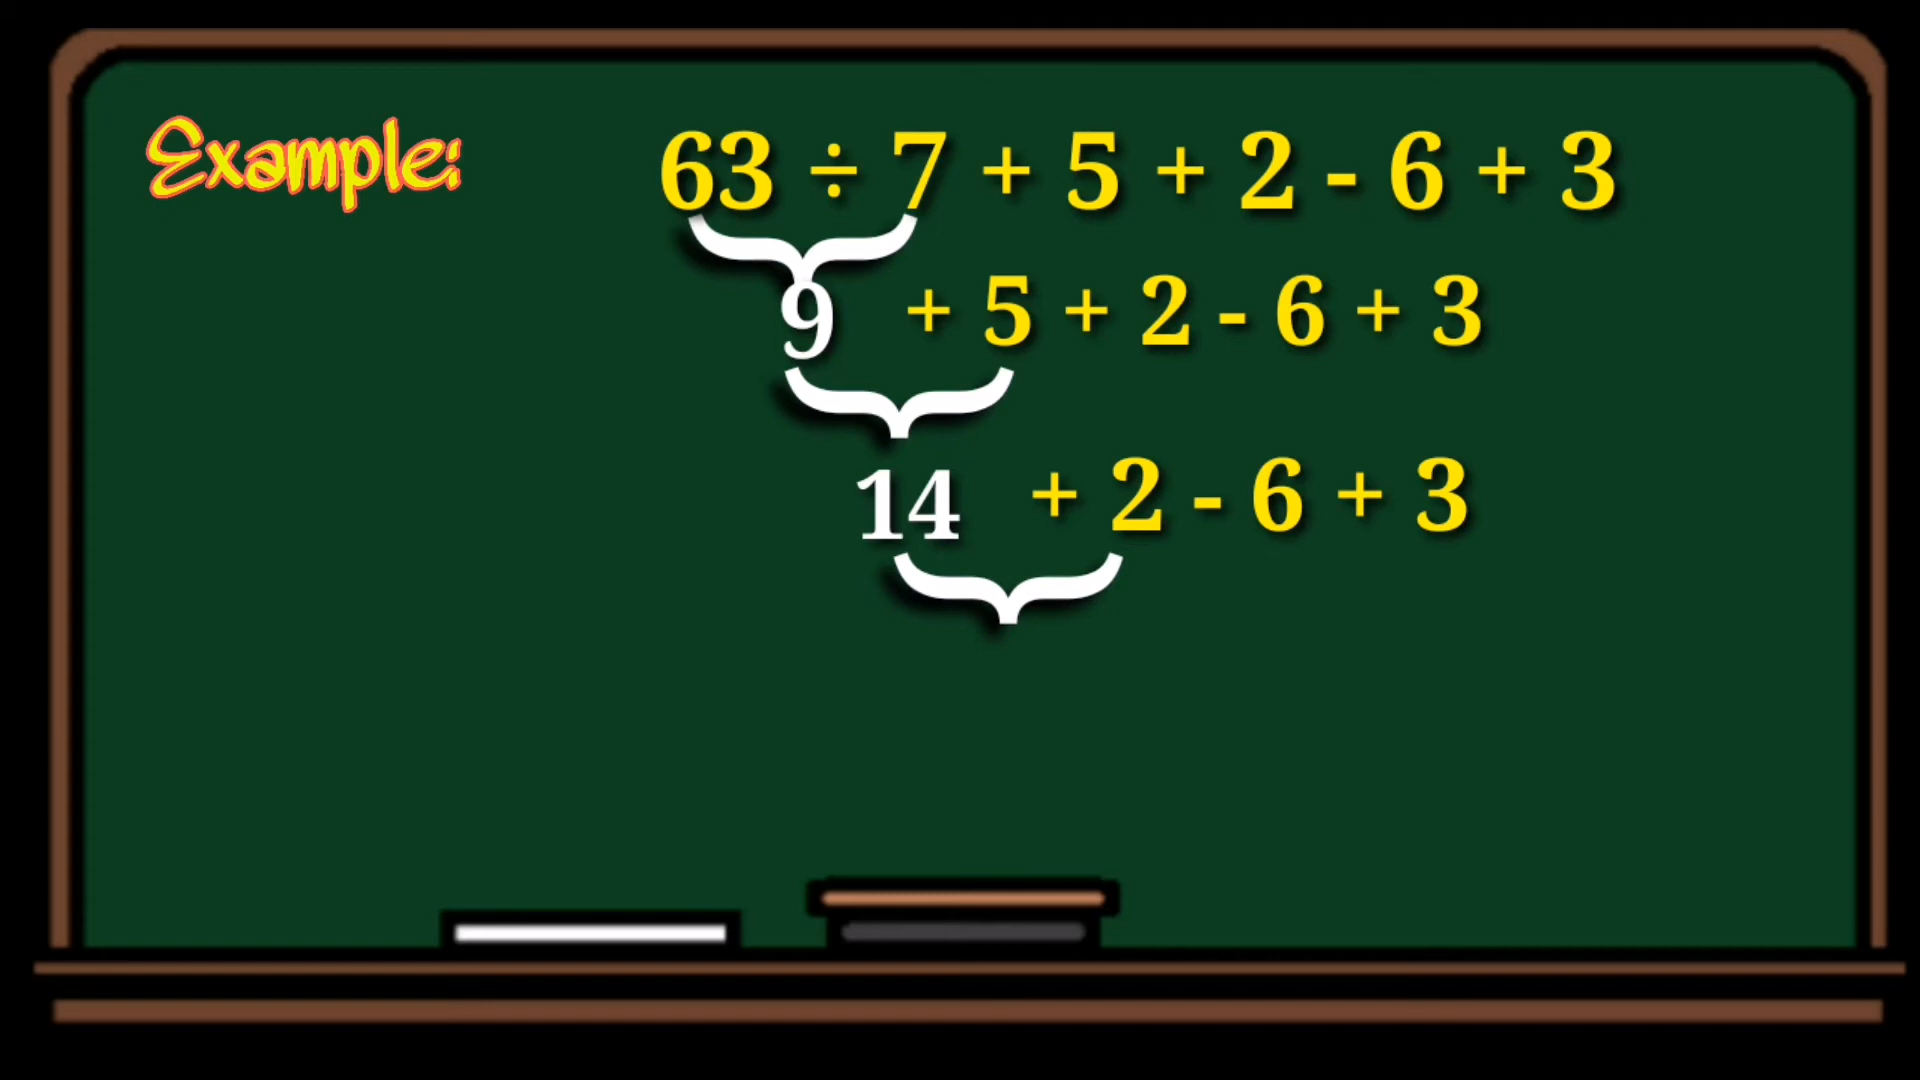 Example: 63 ÷ 7 + 5 + 2 - 6 + 3
9 + 5 + 2 - 6 + 3
14 + 2 - 6 + 3